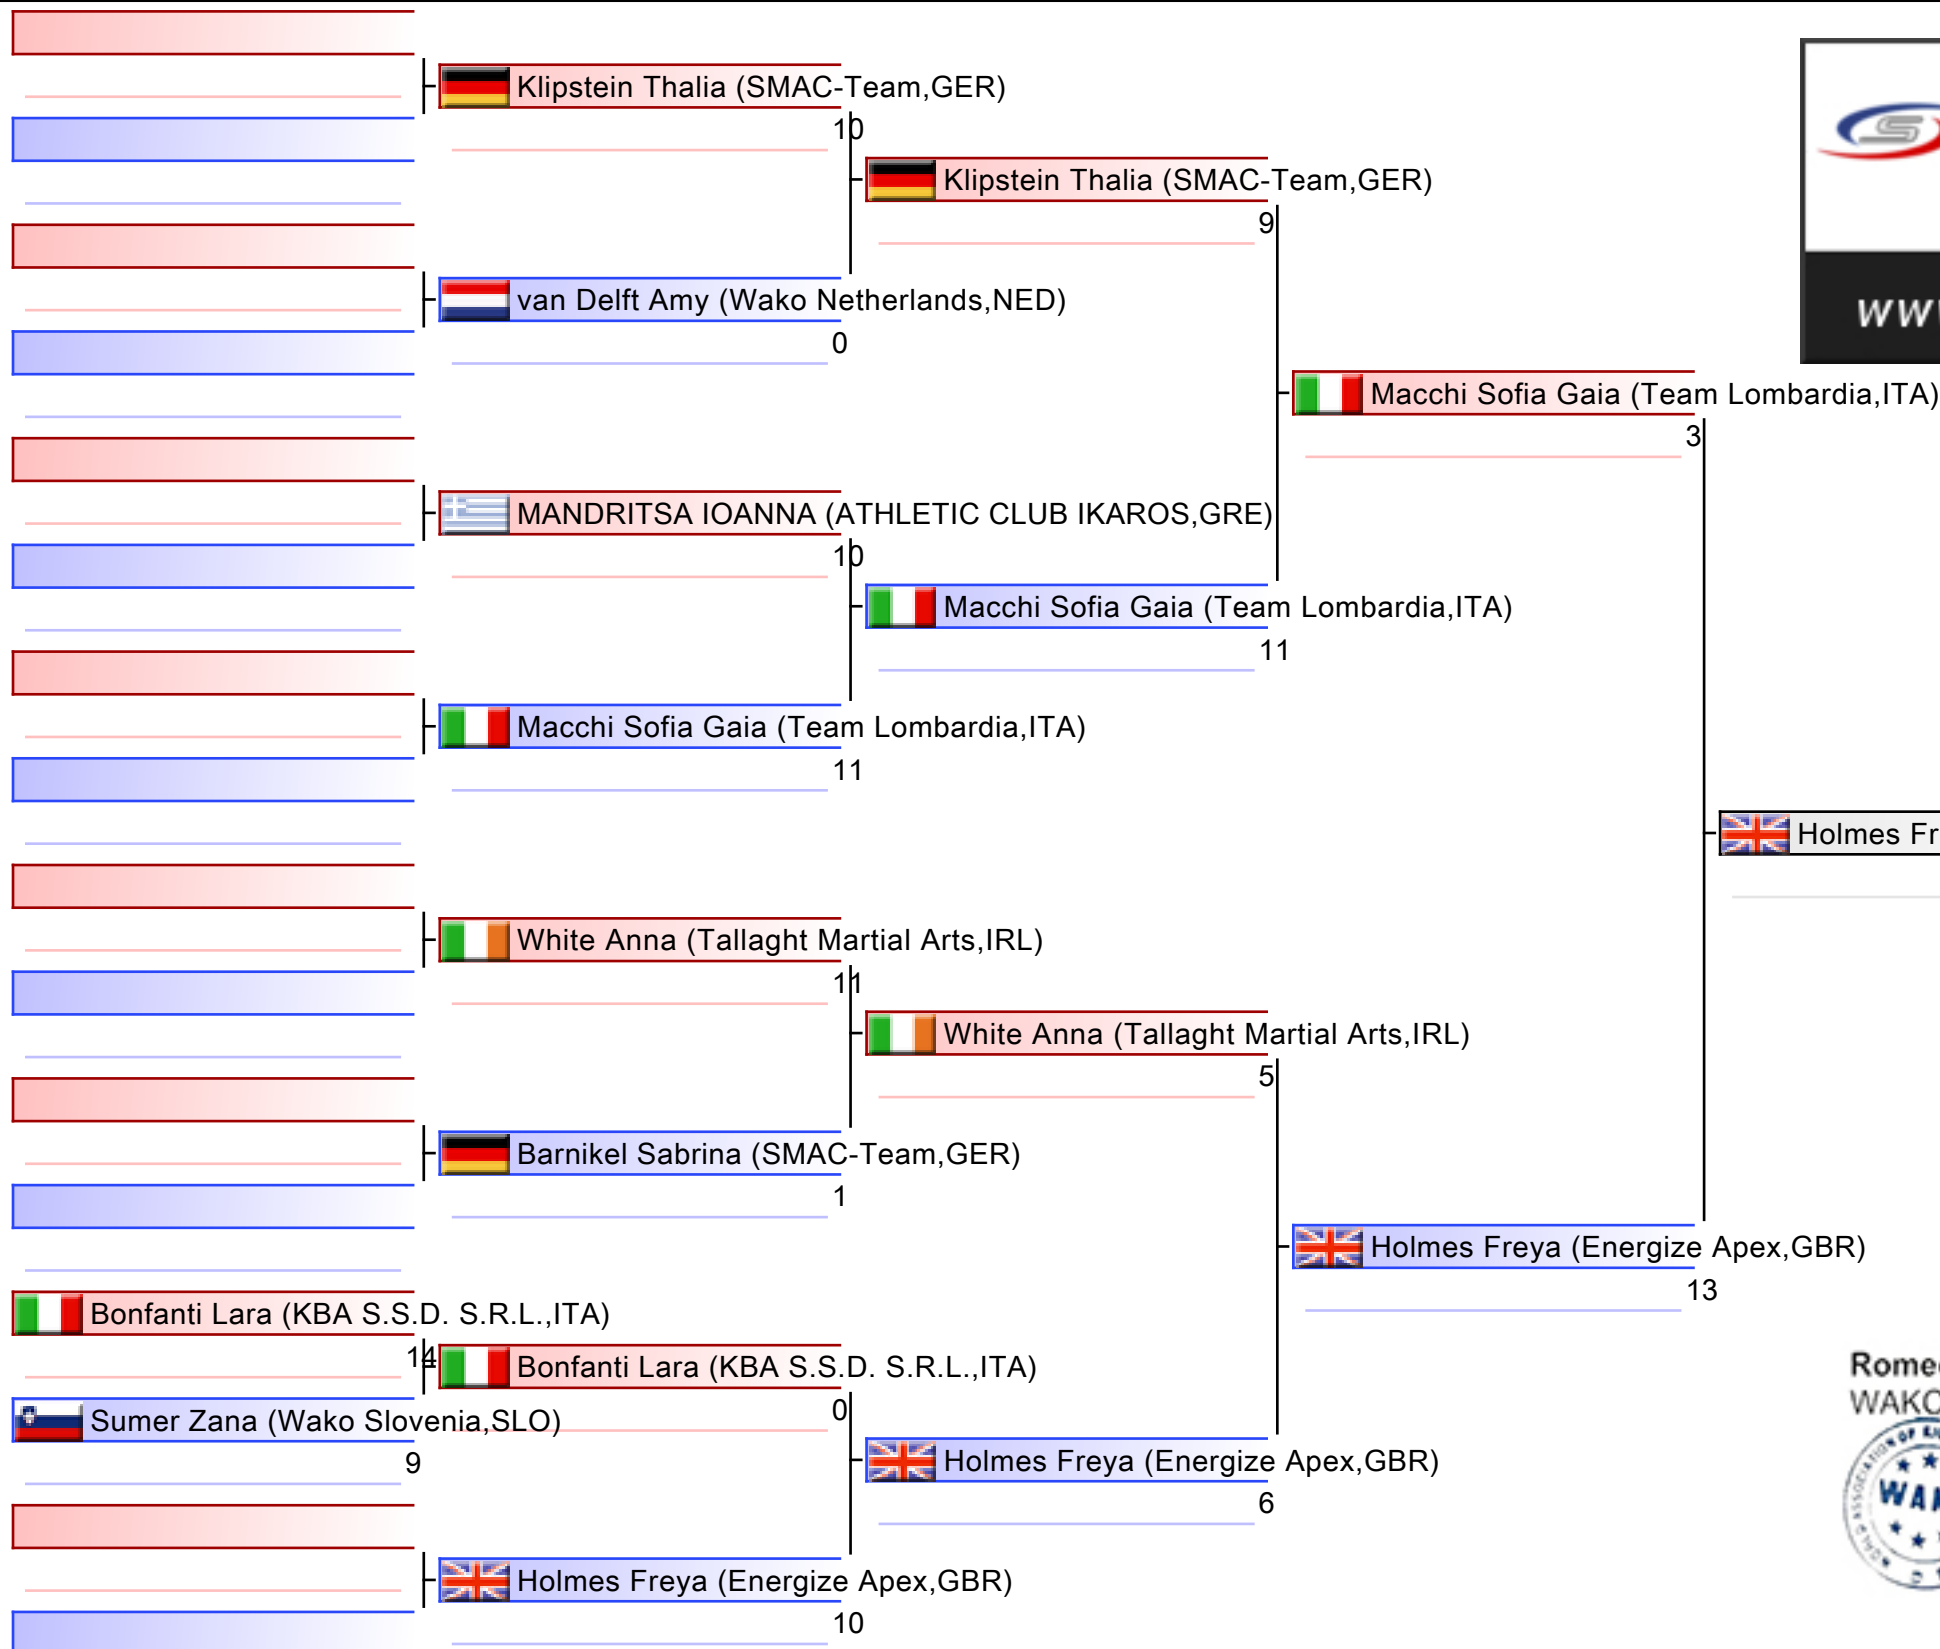 Klipstein Thalia (SMAC-Team,GER)
10
Klipstein Thalia (SMAC-Team,GER)
9
van Delft Amy (Wako Netherlands,NED)
0
Macchi Sofia Gaia (Team Lombardia,ITA)
3
MANDRITSA IOANNA (ATHLETIC CLUB IKAROS,GRE)
10
Macchi Sofia Gaia (Team Lombardia,ITA)
11
Macchi Sofia Gaia (Team Lombardia,ITA)
11
Holmes Fr
White Anna (Tallaght Martial Arts,IRL)
11
White Anna (Tallaght Martial Arts,IRL)
5
Barnikel Sabrina (SMAC-Team,GER)
1
Holmes Freya (Energize Apex,GBR)
13
Bonfanti Lara (KBA S.S.D. S.R.L.,ITA)
14
Bonfanti Lara (KBA S.S.D. S.R.L.,ITA)
0
Sumer Zana (Wako Slovenia,SLO)
9
Holmes Freya (Energize Apex,GBR)
6
Holmes Freya (Energize Apex,GBR)
10
S